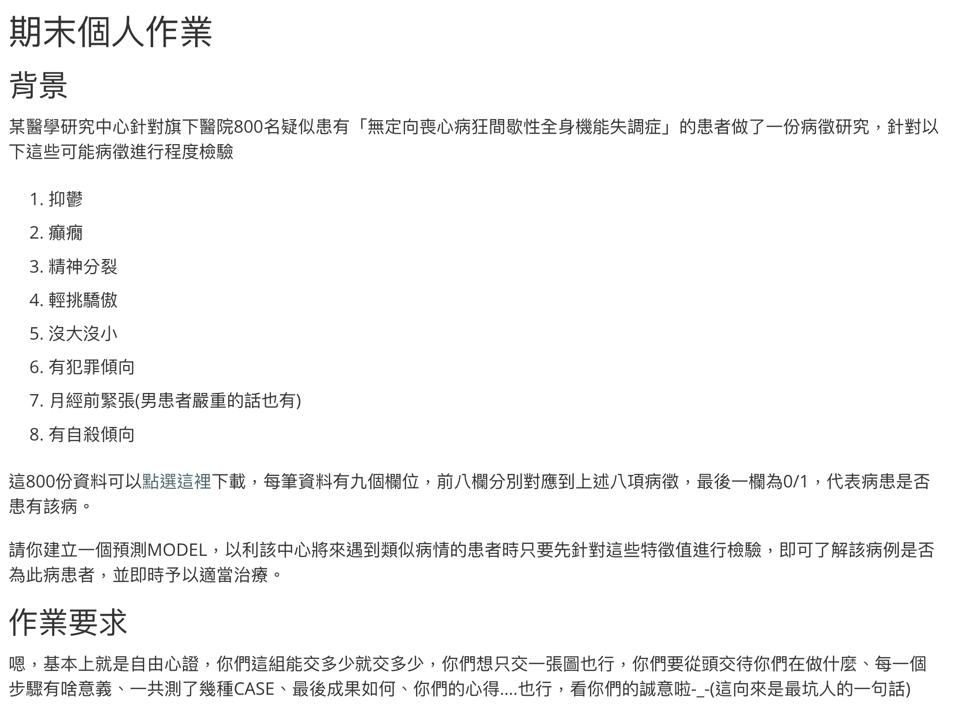 期末個人作業
背景
某醫學研究中心針對旗下醫院800名疑似患有「無定向喪心病狂間歇性全身機能失調症」的患者做了一份病徵研究，針對以
下這些可能病徵進行程度檢驗
1. 抑鬱
2. 癲癇
3. 精神分裂
4. 輕挑驕傲
5. 沒大沒小
6. 有犯罪傾向
7. 月經前緊張(男患者嚴重的話也有)
8. 有自殺傾向
這800份資料可以點選這裡下載，每筆資料有九個欄位，前八欄分別對應到上述八項病徵，最後一欄為0/1，代表病患是否
患有該病。
請你建立一個預測MODEL，以利該中心將來遇到類似病情的患者時只要先針對這些特徵值進行檢驗，即可了解該病例是否
為此病患者，並即時予以適當治療。
作業要求
嗯，基本上就是自由心證，你們這組能交多少就交多少，你們想只交一張圖也行，你們要從頭交待你們在做什麼、每一個
步驟有啥意義、一共測了幾種CASE、最後成果如何、你們的心得....也行，看你們的誠意啦-_-(這向來是最坑人的一句話)